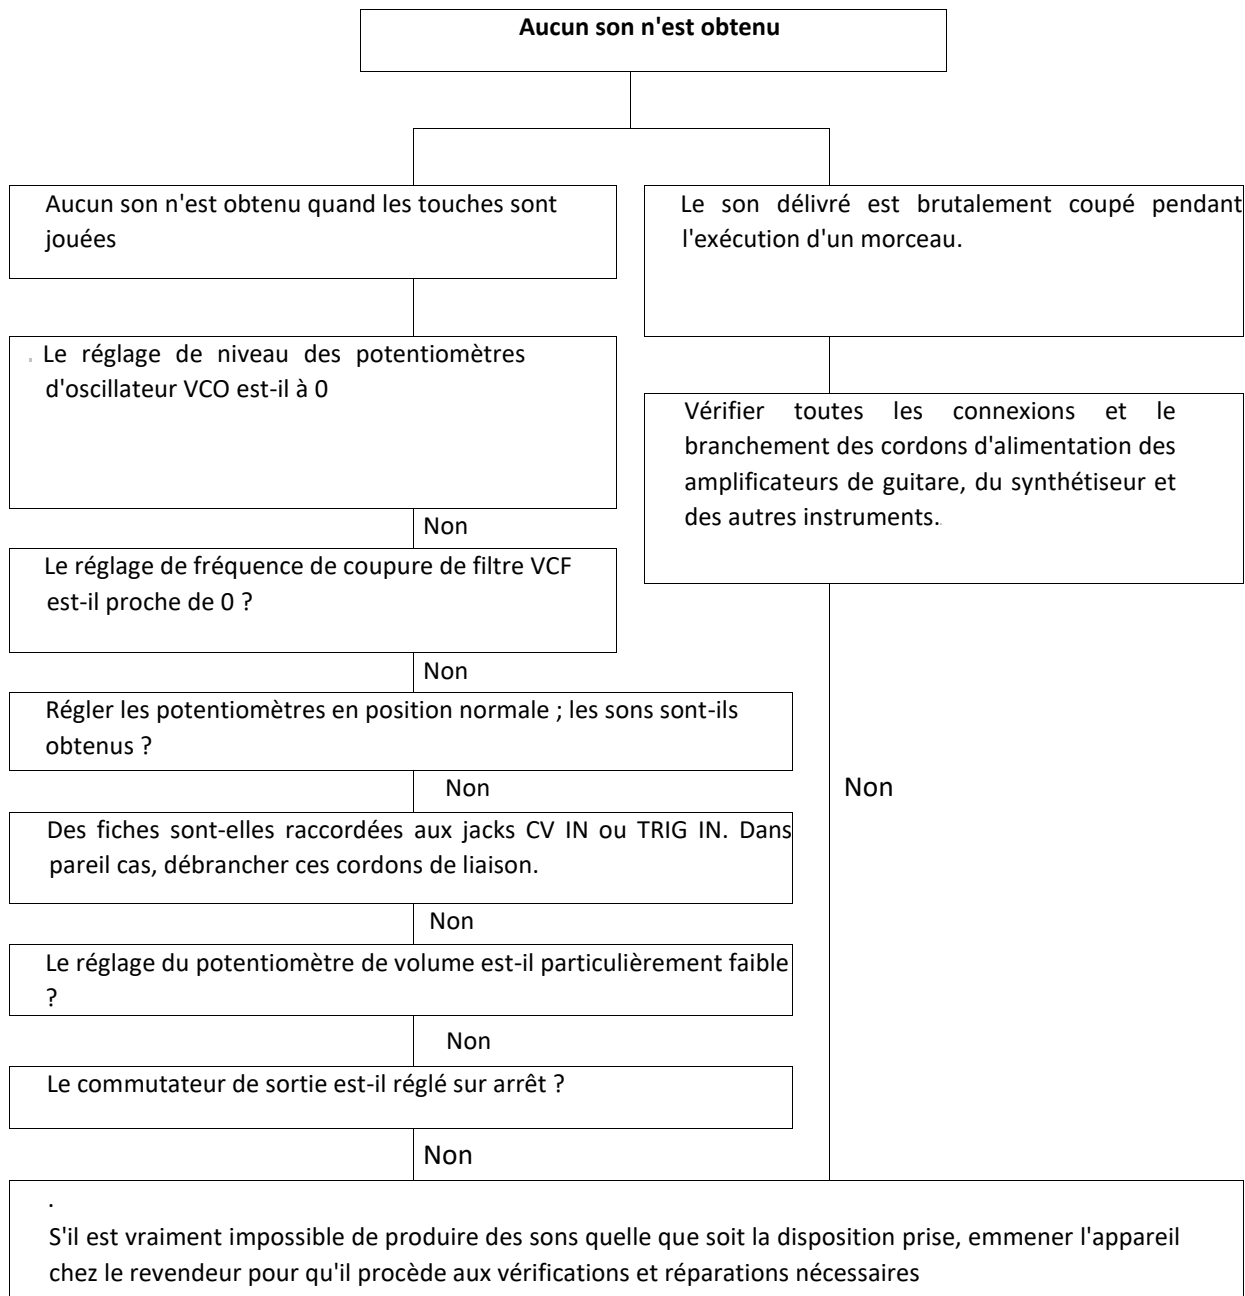 Aucun son n'est obtenu
Aucun son n'est obtenu quand les touches sont
jouées
Le son délivré est brutalement coupé pendant
l'exécution d'un morceau.
. Le réglage de niveau des potentiomètres
d'oscillateur VCO est-il à 0
Vérifier toutes les connexions et le
branchement des cordons d'alimentation des
amplificateurs de guitare, du synthétiseur et
des autres instruments.
Non
Le réglage de fréquence de coupure de filtre VCF
est-il proche de 0 ?
Non
Régler les potentiomètres en position normale ; les sons sont-ils
obtenus ?
Non
Non
Des fiches sont-elles raccordées aux jacks CV IN ou TRIG IN. Dans
pareil cas, débrancher ces cordons de liaison.
Non
Le réglage du potentiomètre de volume est-il particulièrement faible
?
Non
Le commutateur de sortie est-il réglé sur arrêt ?
Non
.
S'il est vraiment impossible de produire des sons quelle que soit la disposition prise, emmener l'appareil
chez le revendeur pour qu'il procède aux vérifications et réparations nécessaires